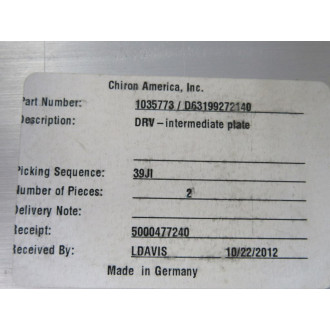 Chiron America, Inc.
Part Number: 1035773 / D63199272140
Description: DRV-intermediate plate
Picking Sequence: 39JI
Number of Pieces: 2
Delivery Note:
Receipt: 5000477240
Received By: LDAVIS 10/22/2012
Made in Germany